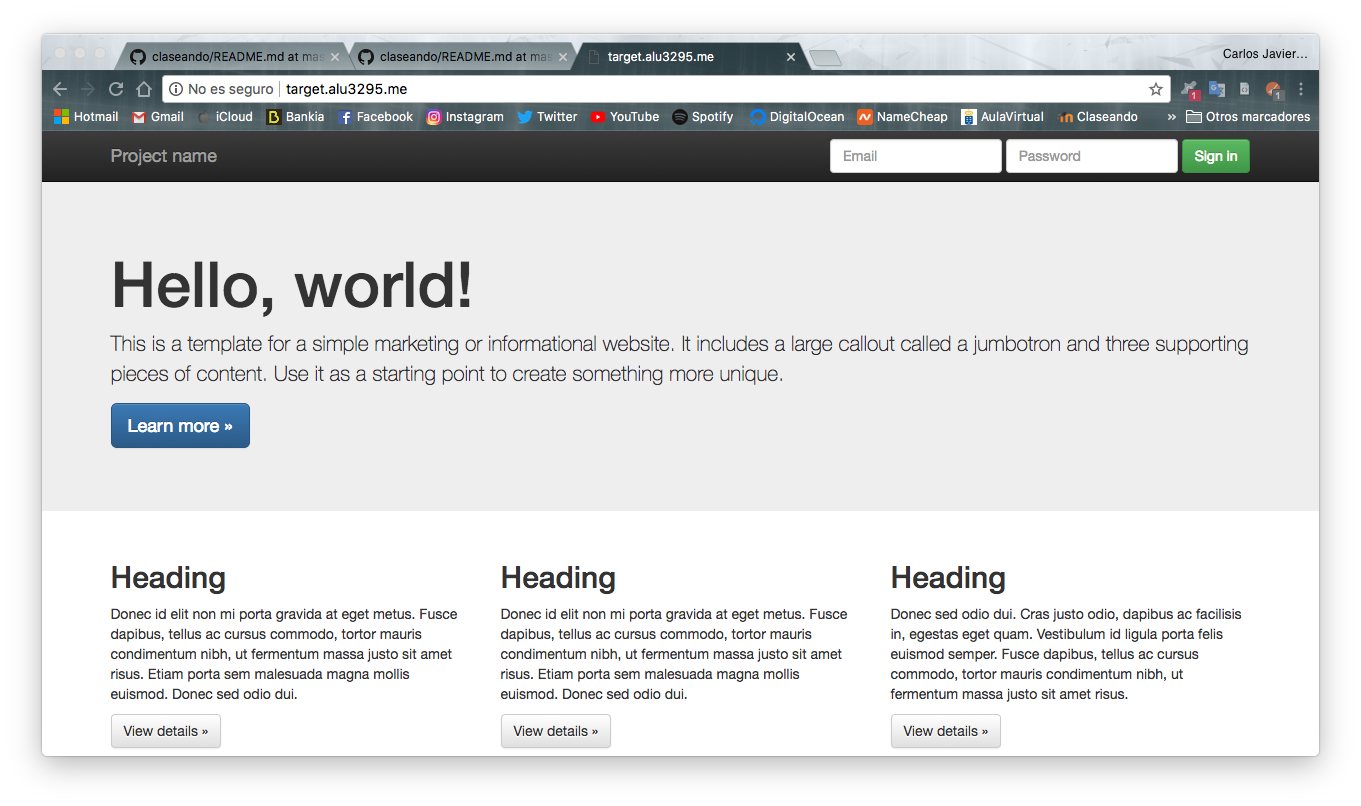 claseando/README.md at mas
claseando/README.md at mas
target.alu3295.me
Carlos Javier...
No es seguro
target.alu3295.me
1
1
Hotmail
Gmail
iCloud
Bankia
Facebook
Instagram
Twitter
YouTube
Spotify
DigitalOcean
NameCheap
AulaVirtual
Claseando
»
Otros marcadores
Project name
Email
Password
Sign in
Hello, world!
This is a template for a simple marketing or informational website. It includes a large callout called a jumbotron and three supporting
pieces of content. Use it as a starting point to create something more unique.
Learn more »
Heading
Donec id elit non mi porta gravida at eget metus. Fusce
dapibus, tellus ac cursus commodo, tortor mauris
condimentum nibh, ut fermentum massa justo sit amet
risus. Etiam porta sem malesuada magna mollis
euismod. Donec sed odio dui.
View details »
Heading
Donec id elit non mi porta gravida at eget metus. Fusce
dapibus, tellus ac cursus commodo, tortor mauris
condimentum nibh, ut fermentum massa justo sit amet
risus. Etiam porta sem malesuada magna mollis
euismod. Donec sed odio dui.
View details »
Heading
Donec sed odio dui. Cras justo odio, dapibus ac facilisis
in, egestas eget quam. Vestibulum id ligula porta felis
euismod semper. Fusce dapibus, tellus ac cursus
commodo, tortor mauris condimentum nibh, ut
fermentum massa justo sit amet risus.
View details »